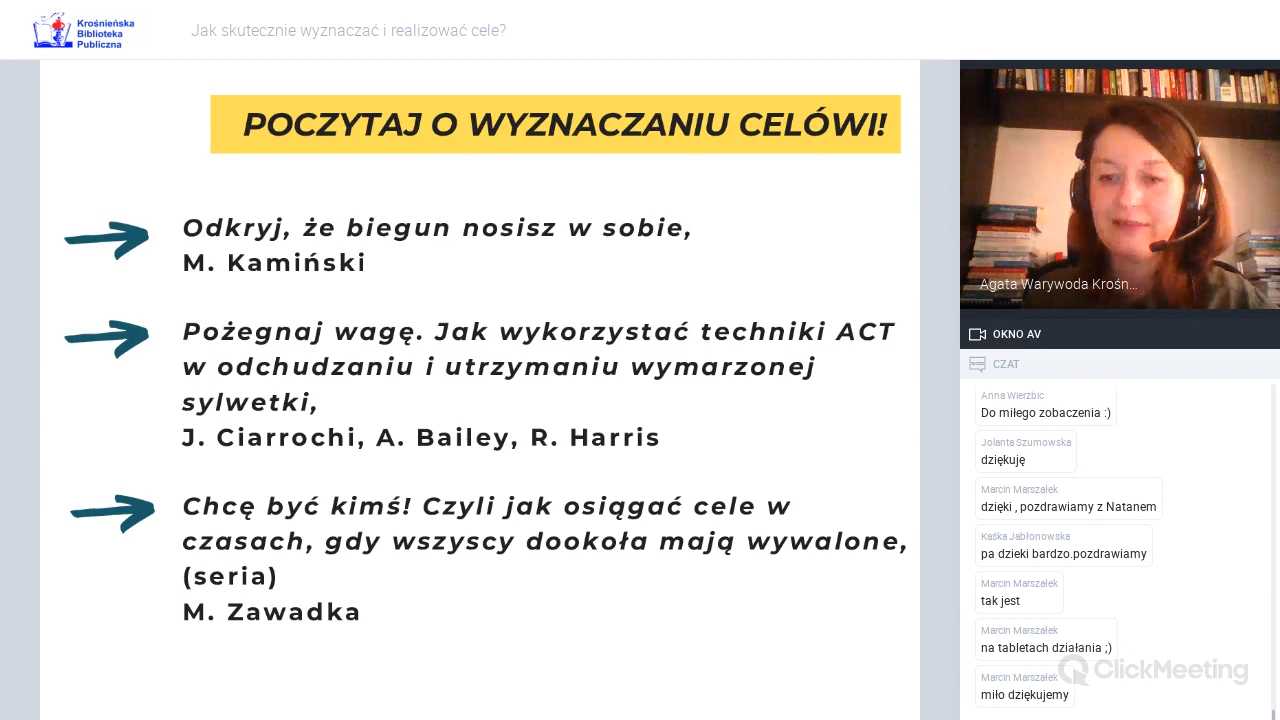 Krośnieńska
Biblioteka
Publiczna
Jak skutecznie wyznaczać i realizować cele?
POCZYTAJ O WYZNACZANIU CELÓWI!
Odkryj, że biegun nosisz w sobie,
M. Kamiński
Pożegnaj wagę. Jak wykorzystać techniki ACT
w odchudzaniu i utrzymaniu wymarzonej
sylwetki,
J. Ciarrochi, A. Bailey, R. Harris
Chcę być kimś! Czyli jak osiągać cele w
czasach, gdy wszyscy dookoła mają wywalone,
(seria)
M. Zawadka
Agata Warywoda Krośn...
OKNO AV
CZAT
Anna Wierzbic
Do miłego zobaczenia :)
Jolanta Szumowska
dziękuję
Marcin Marszałek
dzięki , pozdrawiamy z Natanem
Kaśka Jabłonowska
pa dzieki bardzo.pozdrawiamy
Marcin Marszałek
tak jest
Marcin Marszałek
na tabletach działania ;)
Marcin Marszałek
miło dziękujemy
ClickMeeting